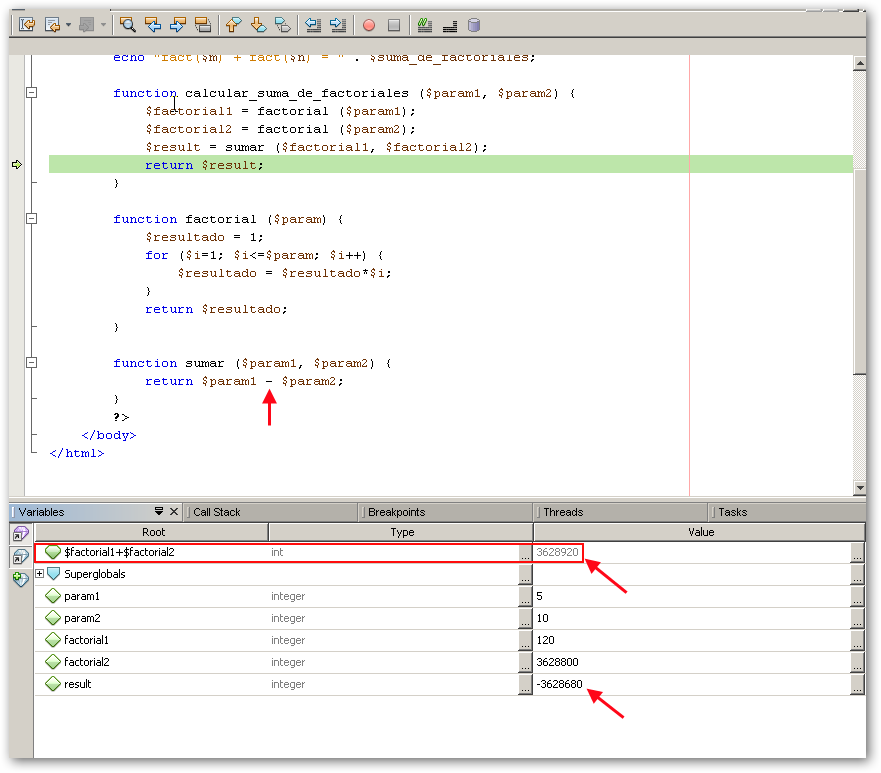 echo "fact($m) + fact($n) = " . $suma_de_factoriales;
function calcular_suma_de_factoriales ($param1, $param2) {
$factorial1 = factorial ($param1);
$factorial2 = factorial ($param2);
$result = sumar ($factorial1, $factorial2);
return $result;
}
function factorial ($param) {
$resultado = 1;
for ($i=1; $i<=$param; $i++) {
$resultado = $resultado*$i;
}
return $resultado;
}
function sumar ($param1, $param2) {
return $param1 - $param2;
}
?>
</body>
</html>
Variables Call Stack Breakpoints Threads Tasks
Root Type Value
$factorial1+$factorial2 int ... 3628920 ...
Superglobals ... ...
param1 integer ... 5 ...
param2 integer ... 10 ...
factorial1 integer ... 120 ...
factorial2 integer ... 3628800 ...
result integer ... -3628680 ...